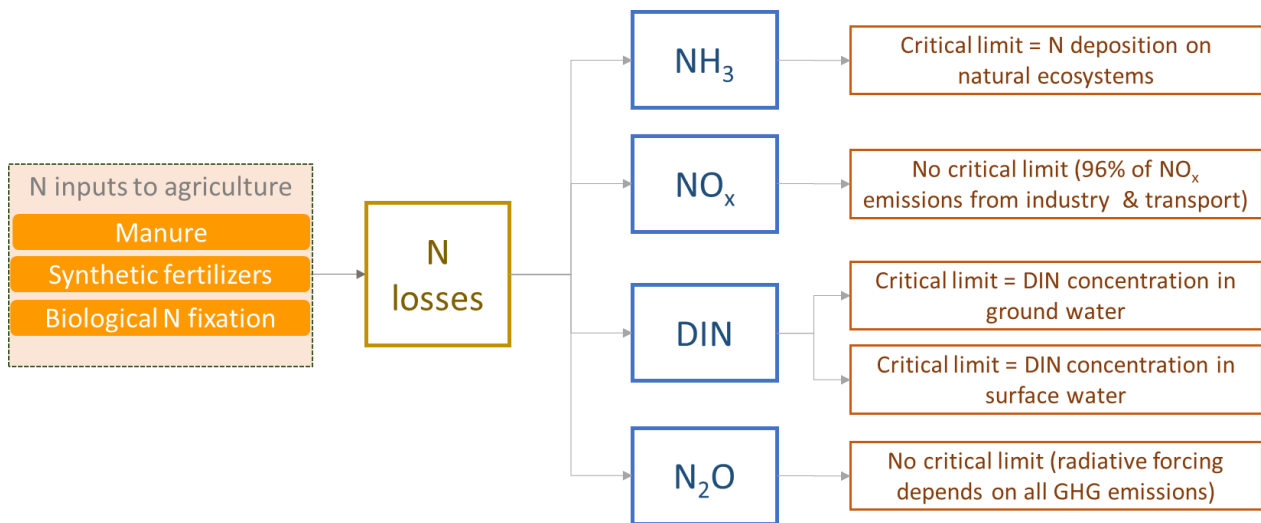 N inputs to agriculture
Manure
Synthetic fertilizers
Biological N fixation
N
losses
NH₃
Critical limit = N deposition on
natural ecosystems
NOₓ
No critical limit (96% of NOₓ
emissions from industry & transport)
DIN
Critical limit = DIN concentration in
ground water
Critical limit = DIN concentration in
surface water
N₂O
No critical limit (radiative forcing
depends on all GHG emissions)